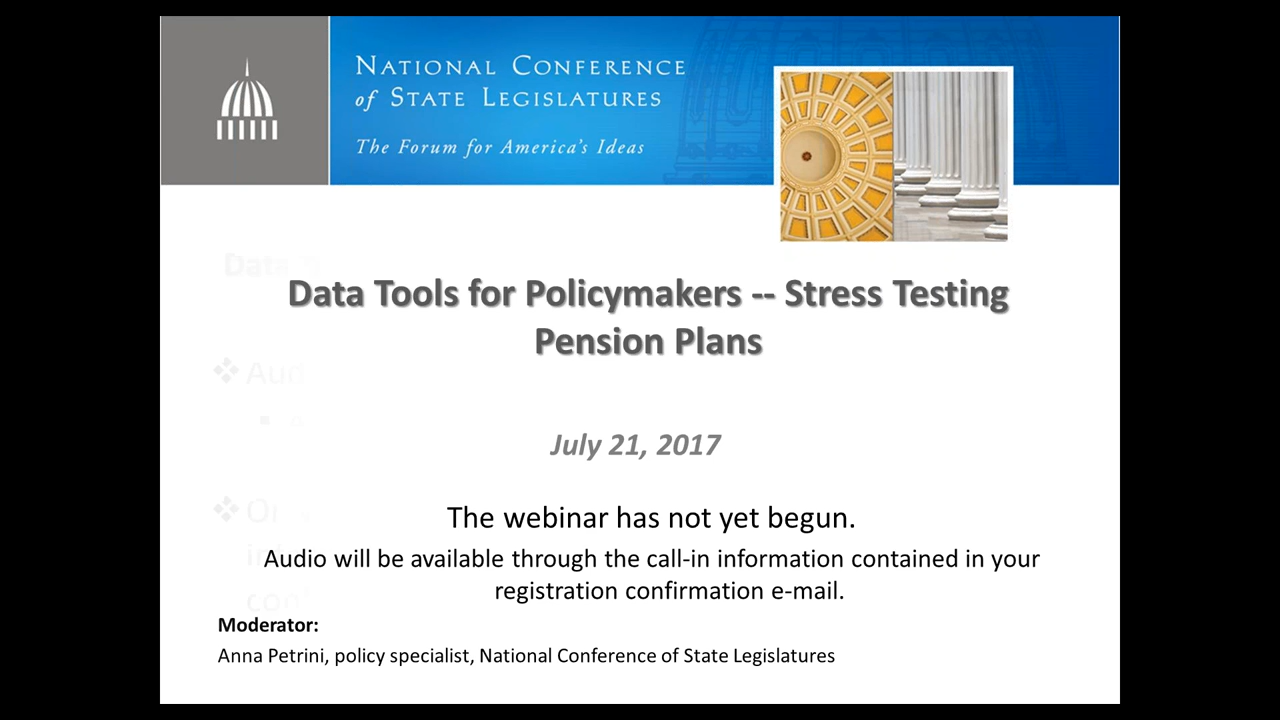 NATIONAL CONFERENCE
of STATE LEGISLATURES
The Forum for America's Ideas
Data Tools for Policymakers -- Stress Testing
Pension Plans
July 21, 2017
The webinar has not yet begun.
Audio will be available through the call-in information contained in your
registration confirmation e-mail.
Moderator:
Anna Petrini, policy specialist, National Conference of State Legislatures